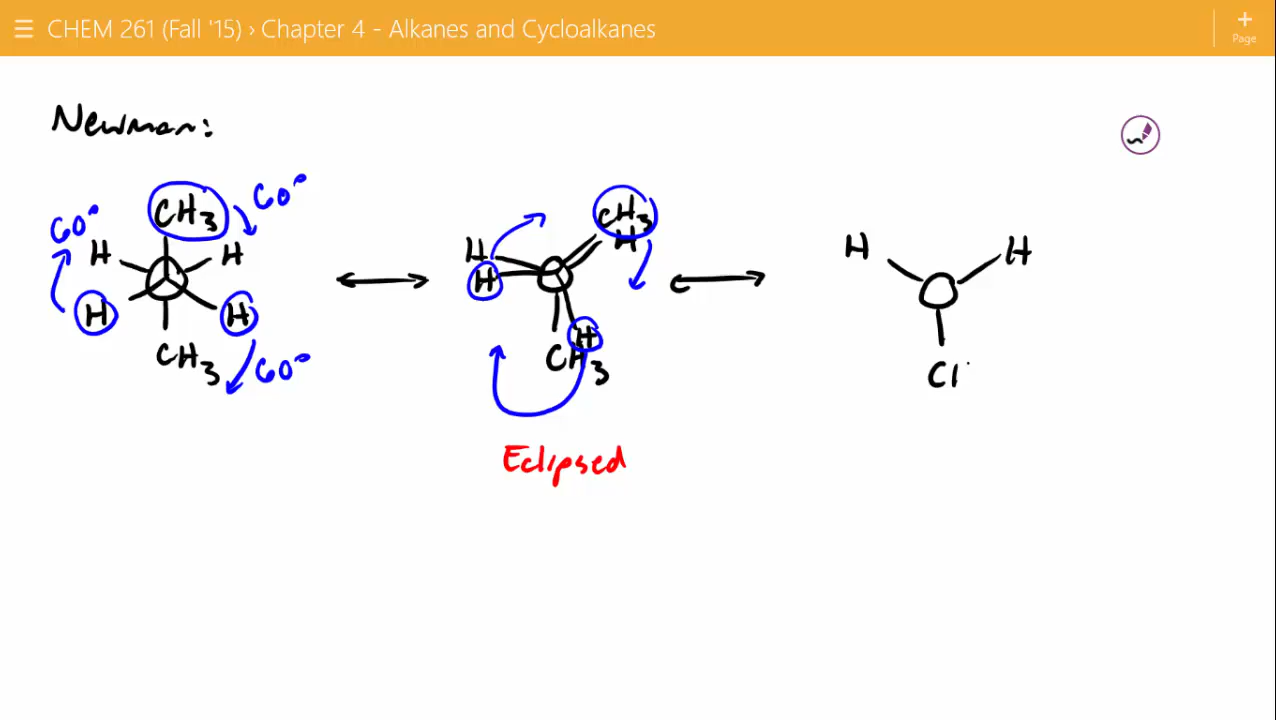 ☰ CHEM 261 (Fall '15) › Chapter 4 - Alkanes and Cycloalkanes
+
Page
Newman:
CH3 60°
60°
H H
H H
CH3 60°
CH3
H H
H
H
CH3
Eclipsed
H H
Cl